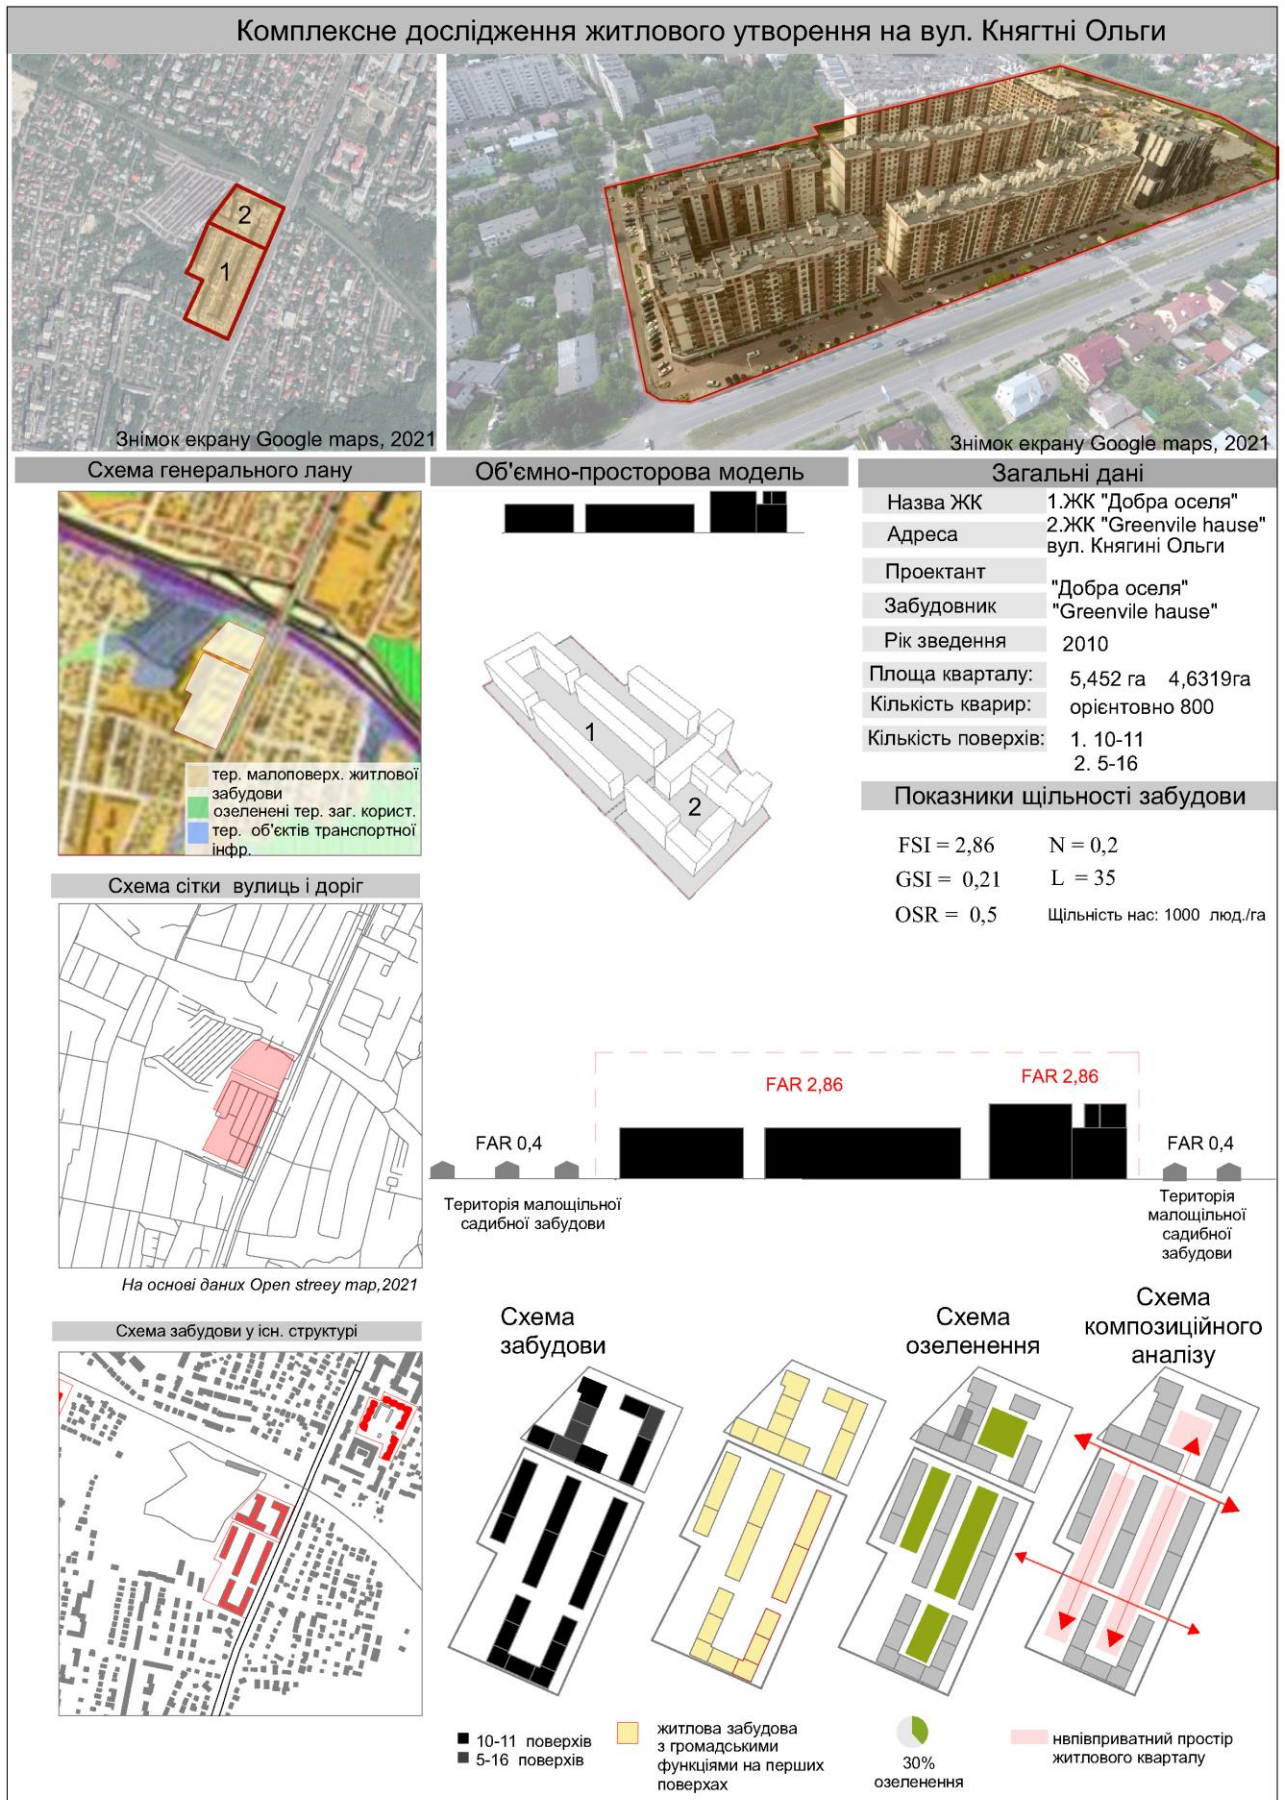 Комплексне дослідження житлового утворення на вул. Княгтні Ольги
2
1
Знімок екрану Google maps, 2021
Знімок екрану Google maps, 2021
Схема генерального лану
тер. малоповерх. житлової
забудови
озеленені тер. заг. корист.
тер. об'єктів транспортної
інфр.
Об'ємно-просторова модель
1
2
Загальні дані
Назва ЖК
1.ЖК "Добра оселя"
2.ЖК "Greenvile hause"
Адреса
вул. Княгині Ольги
Проектант
"Добра оселя"
Забудовник
"Greenvile hause"
Рік зведення
2010
Площа кварталу:
5,452 га 4,6319га
Кількість кварир:
орієнтовно 800
Кількість поверхів:
1. 10-11
2. 5-16
Показники щільності забудови
FSI = 2,86 N = 0,2
GSI = 0,21 L = 35
OSR = 0,5 Щільність нас: 1000 люд./га
Схема сітки вулиць і доріг
На основі даних Open streey map,2021
FAR 2,86
FAR 2,86
FAR 0,4
FAR 0,4
Територія малощільної
садибної забудови
Територія
малощільної
садибної
забудови
Схема забудови у існ. структурі
Схема
забудови
Схема
озеленення
Схема
композиційного
аналізу
10-11 поверхів
5-16 поверхів
житлова забудова
з громадськими
функціями на перших
поверхах
30%
озеленення
нвпівприватний простір
житлового кварталу